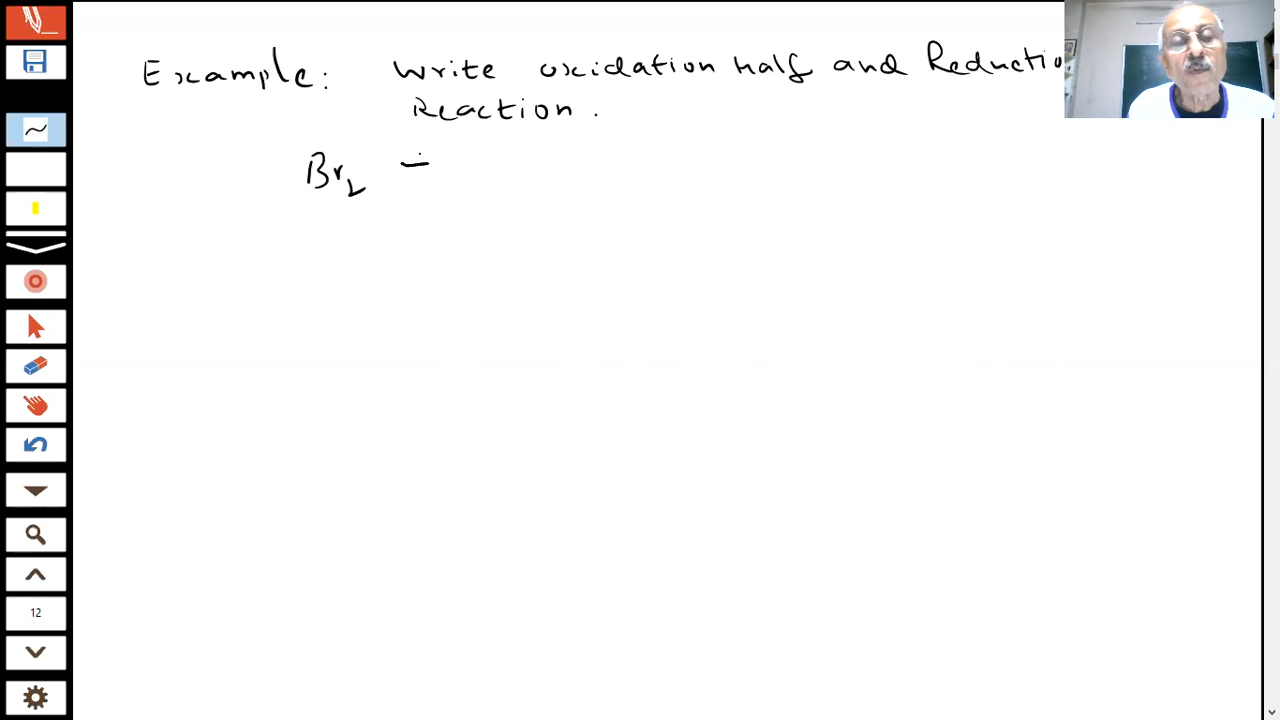 Example: Write oxidation half and Reductio
Reaction.
Br2
12